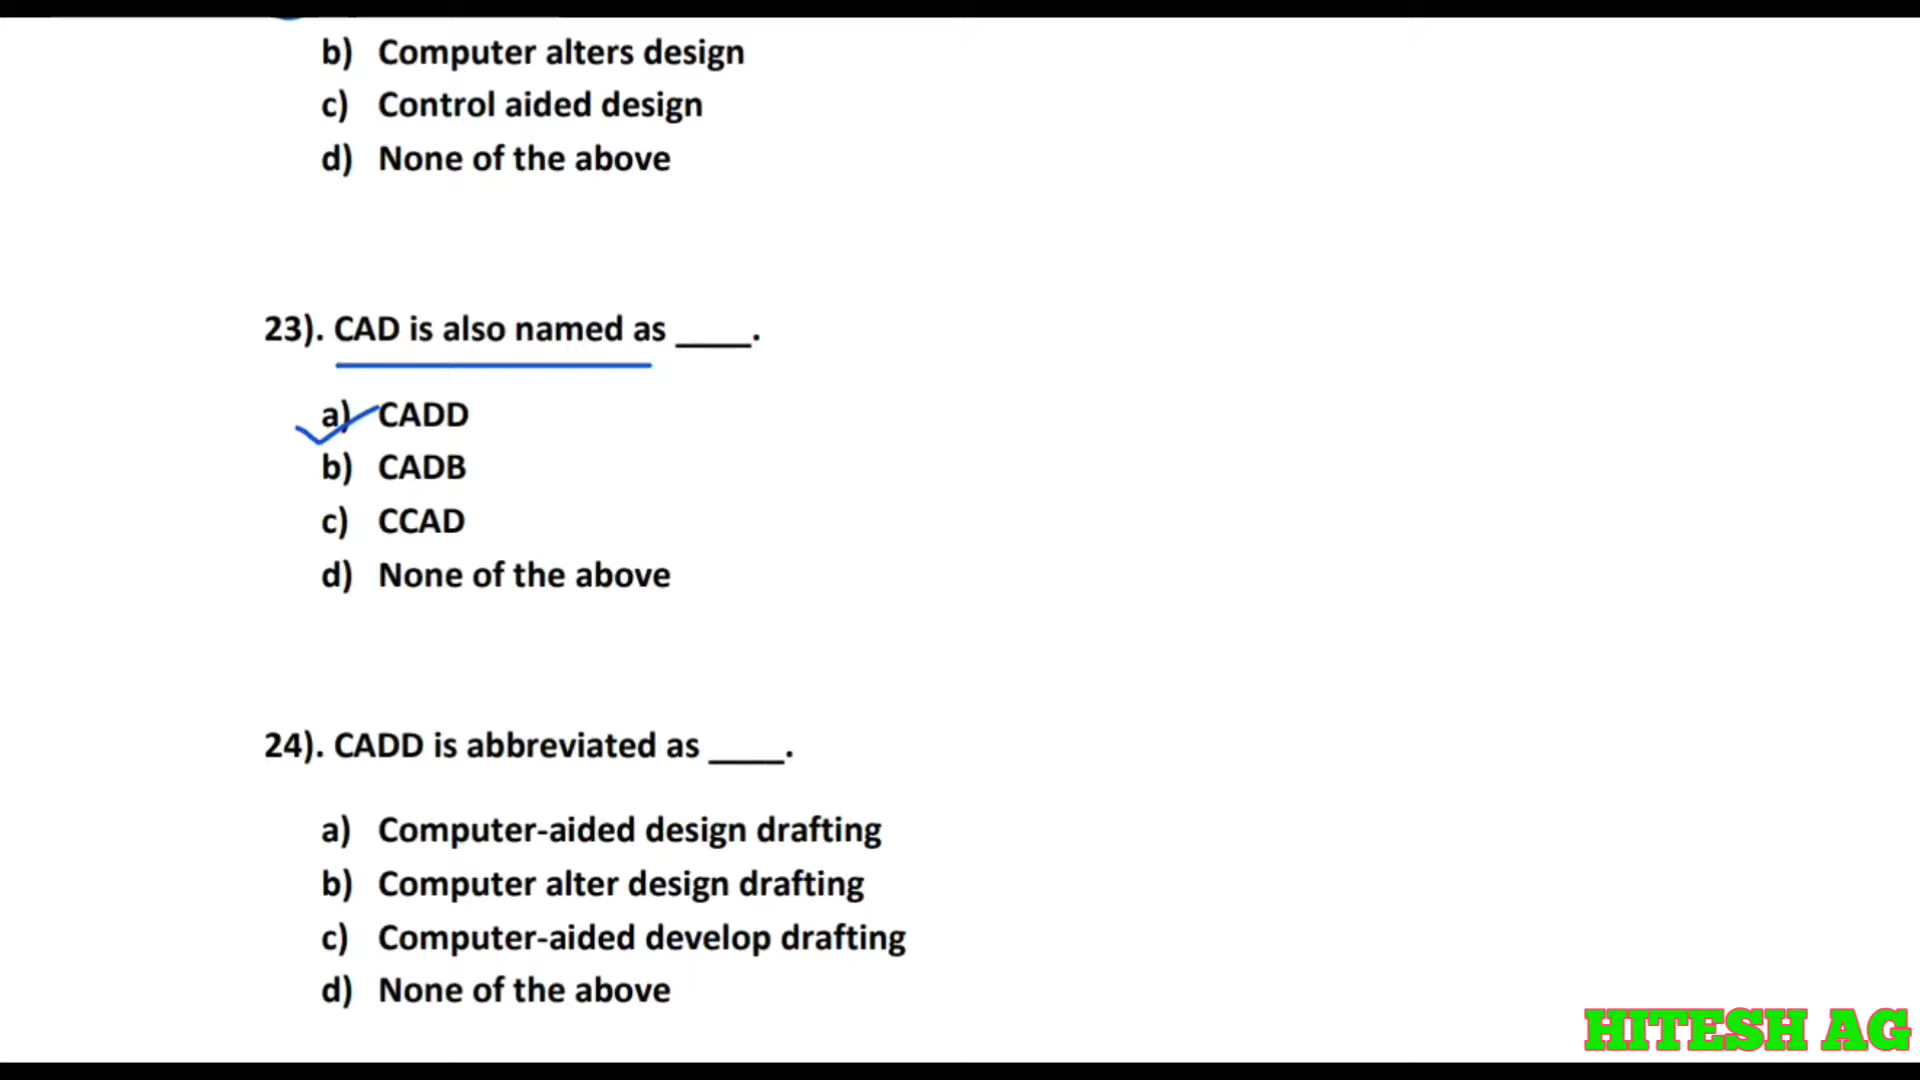 b) Computer alters design
c) Control aided design
d) None of the above
23). CAD is also named as ____.
a) CADD
b) CADB
c) CCAD
d) None of the above
24). CADD is abbreviated as ____.
a) Computer-aided design drafting
b) Computer alter design drafting
c) Computer-aided develop drafting
d) None of the above
HITESH AG